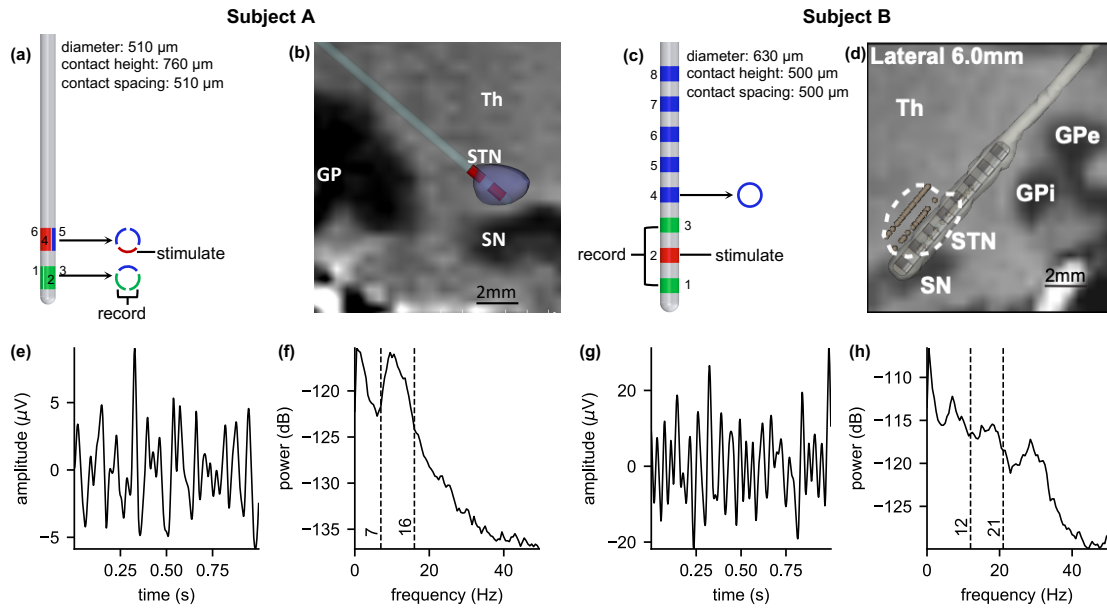 Subject A
Subject B
(a)
diameter: 510 µm
contact height: 760 µm
contact spacing: 510 µm
6
4
5
1
2
3
stimulate
record
(b)
Th
STN
GP
SN
2mm
(c)
diameter: 630 µm
contact height: 500 µm
contact spacing: 500 µm
8
7
6
5
4
3
2
1
record
stimulate
(d)
Lateral 6.0mm
Th
GPe
GPi
STN
SN
2mm
(e)
amplitude (µV)
5
0
−5
0.25
0.50
0.75
time (s)
(f)
power (dB)
−120
−125
−130
−135
7
16
0
20
40
frequency (Hz)
(g)
amplitude (µV)
20
0
−20
0.25
0.50
0.75
time (s)
(h)
power (dB)
−110
−115
−120
−125
12
21
0
20
40
frequency (Hz)